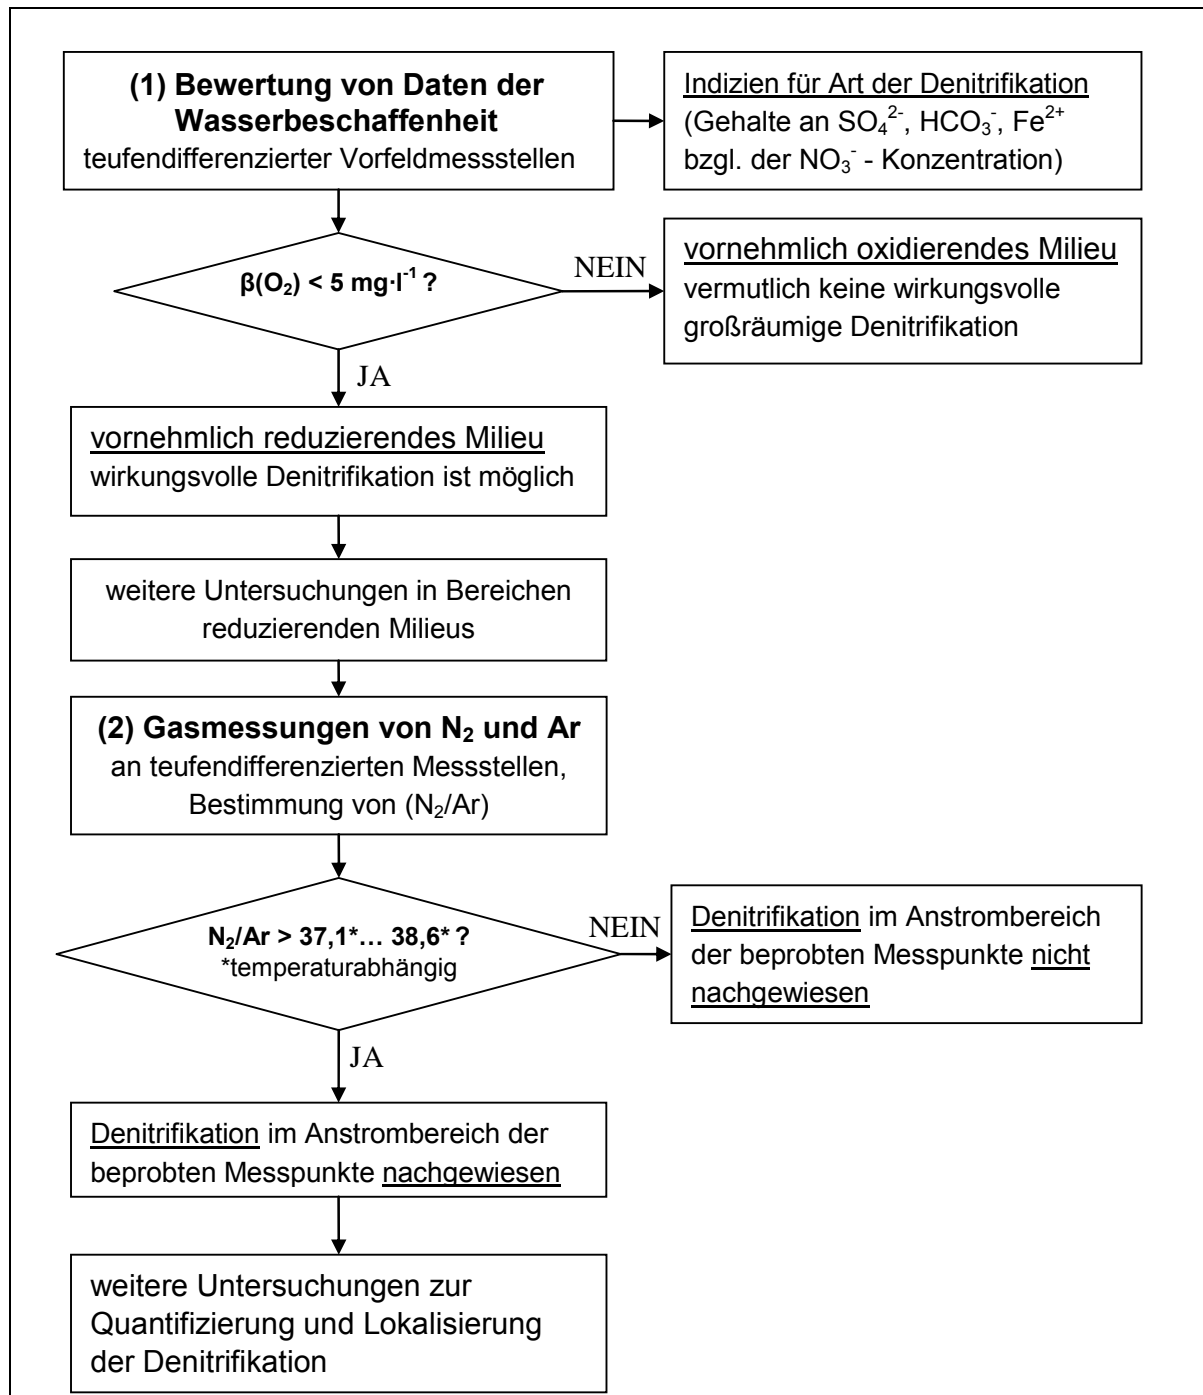 (1) Bewertung von Daten der
Wasserbeschaffenheit
teufendifferenzierter Vorfeldmessstellen
Indizien für Art der Denitrifikation
(Gehalte an SO₄²⁻, HCO₃⁻, Fe²⁺
bzgl. der NO₃⁻ - Konzentration)
β(O₂) < 5 mg·l⁻¹ ?
NEIN
vornehmlich oxidierendes Milieu
vermutlich keine wirkungsvolle
großräumige Denitrifikation
JA
vornehmlich reduzierendes Milieu
wirkungsvolle Denitrifikation ist möglich
weitere Untersuchungen in Bereichen
reduzierenden Milieus
(2) Gasmessungen von N₂ und Ar
an teufendifferenzierten Messstellen,
Bestimmung von (N₂/Ar)
N₂/Ar > 37,1*… 38,6* ?
*temperaturabhängig
NEIN
Denitrifikation im Anstrombereich
der beprobten Messpunkte nicht
nachgewiesen
JA
Denitrifikation im Anstrombereich der
beprobten Messpunkte nachgewiesen
weitere Untersuchungen zur
Quantifizierung und Lokalisierung
der Denitrifikation